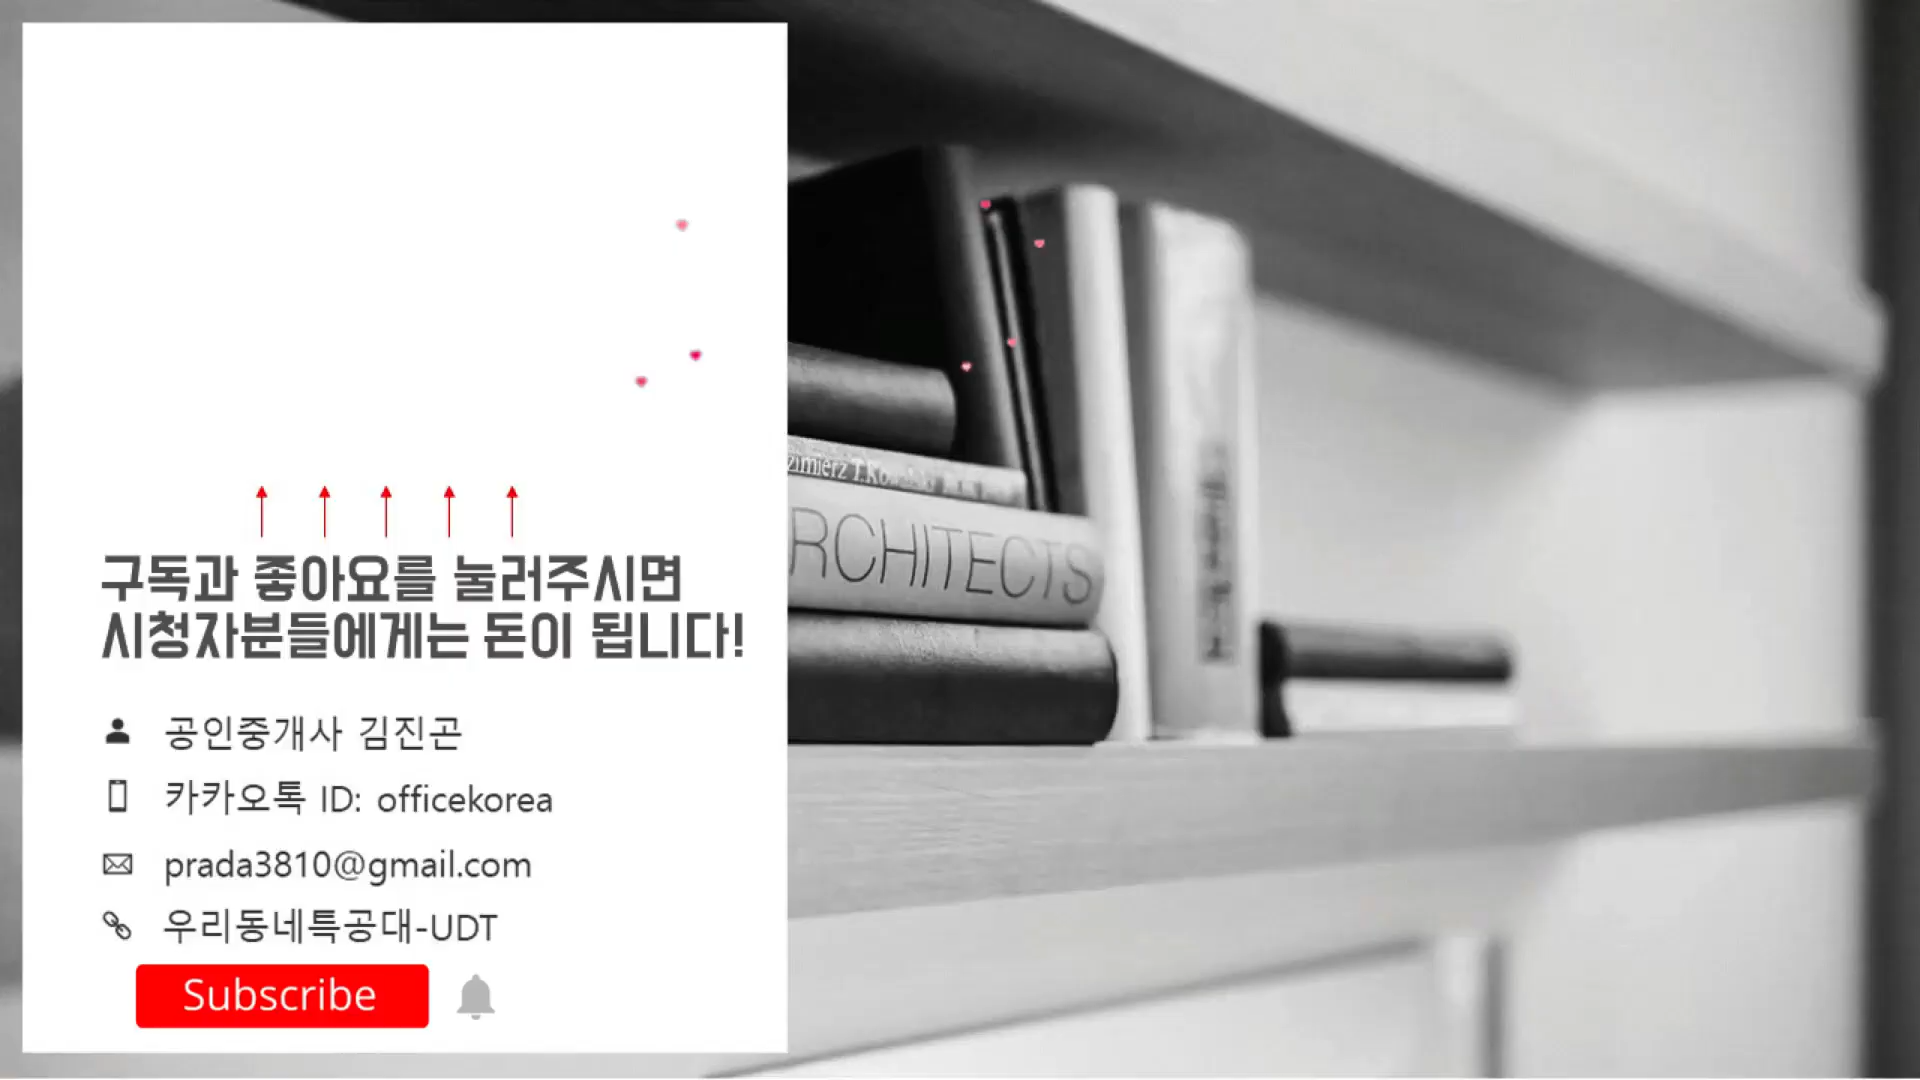 구독과 좋아요를 눌러주시면
시청자분들에게는 돈이 됩니다!
공인중개사 김진곤
카카오톡 ID: officekorea
prada3810@gmail.com
우리동네특공대-UDT
Subscribe
RCHITECTS